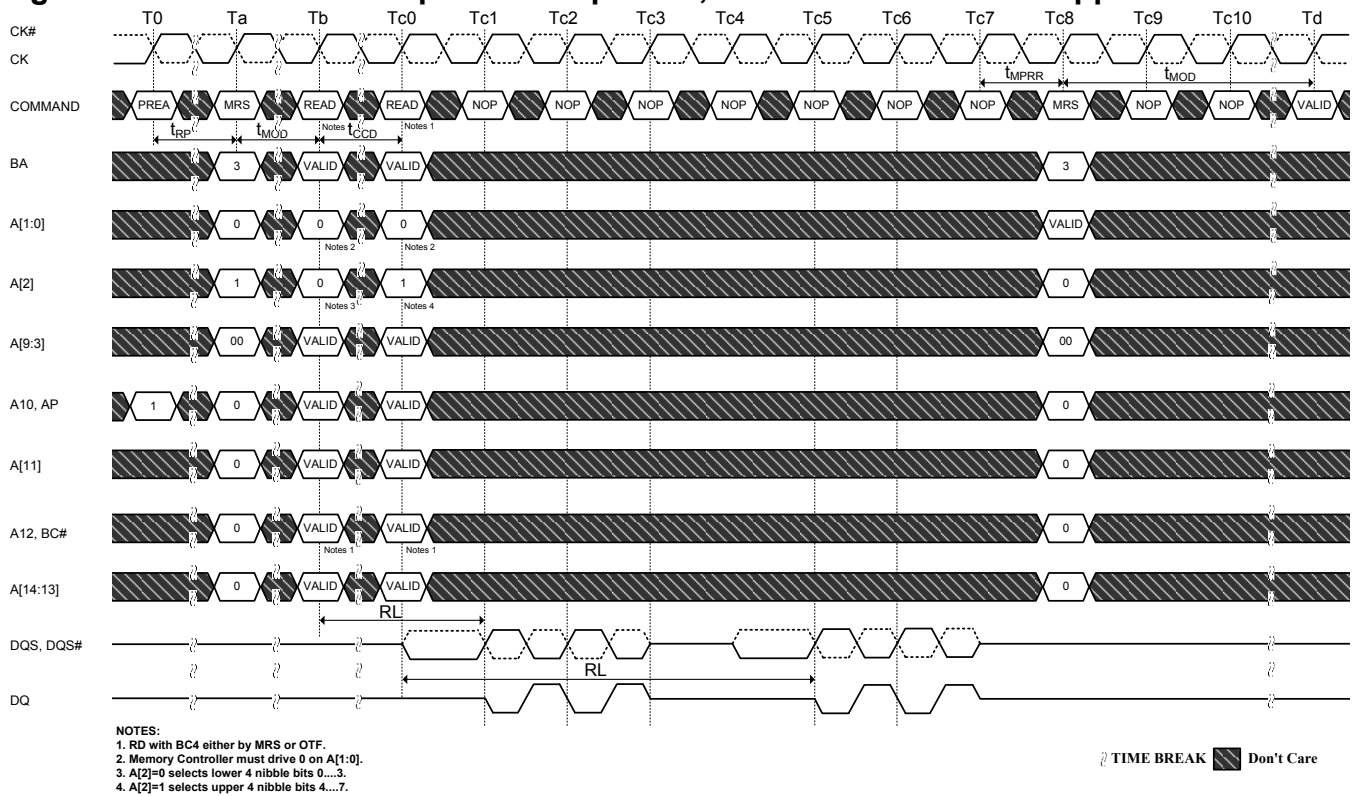 T0 Ta Tb Tc0 Tc1 Tc2 Tc3 Tc4 Tc5 Tc6 Tc7 Tc8 Tc9 Tc10 Td
CK#
CK
tMPRR tMOD
COMMAND PREA MRS READ READ NOP NOP NOP NOP NOP NOP NOP MRS NOP NOP VALID
Notes 1 Notes 1
tRP tMOD tCCD
BA 3 VALID VALID 3
A[1:0] 0 0 0 VALID
Notes 2 Notes 2
A[2] 1 0 1 0
Notes 3 Notes 4
A[9:3] 00 VALID VALID 00
A10, AP 1 0 VALID VALID 0
A[11] 0 VALID VALID 0
A12, BC# 0 VALID VALID 0
Notes 1 Notes 1
A[14:13] 0 VALID VALID 0
RL
DQS, DQS#
RL
DQ
NOTES:
1. RD with BC4 either by MRS or OTF.
2. Memory Controller must drive 0 on A[1:0].
3. A[2]=0 selects lower 4 nibble bits 0....3.
4. A[2]=1 selects upper 4 nibble bits 4....7.
TIME BREAK Don't Care